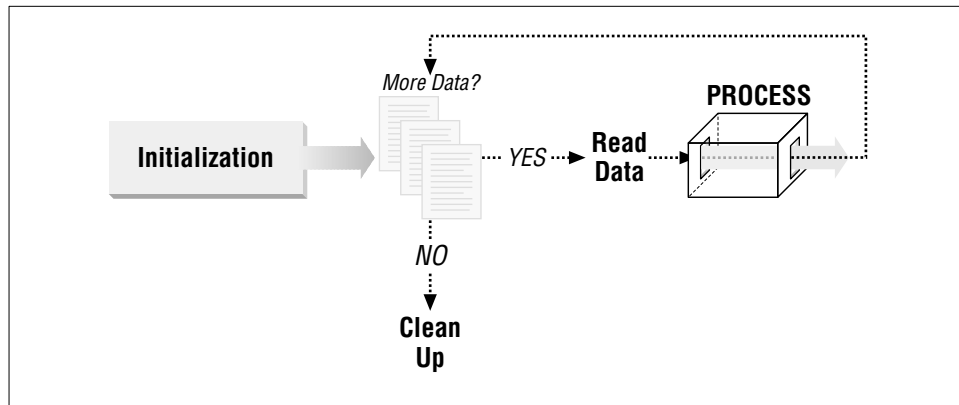 More Data?
PROCESS
Initialization
YES
Read
Data
NO
Clean
Up